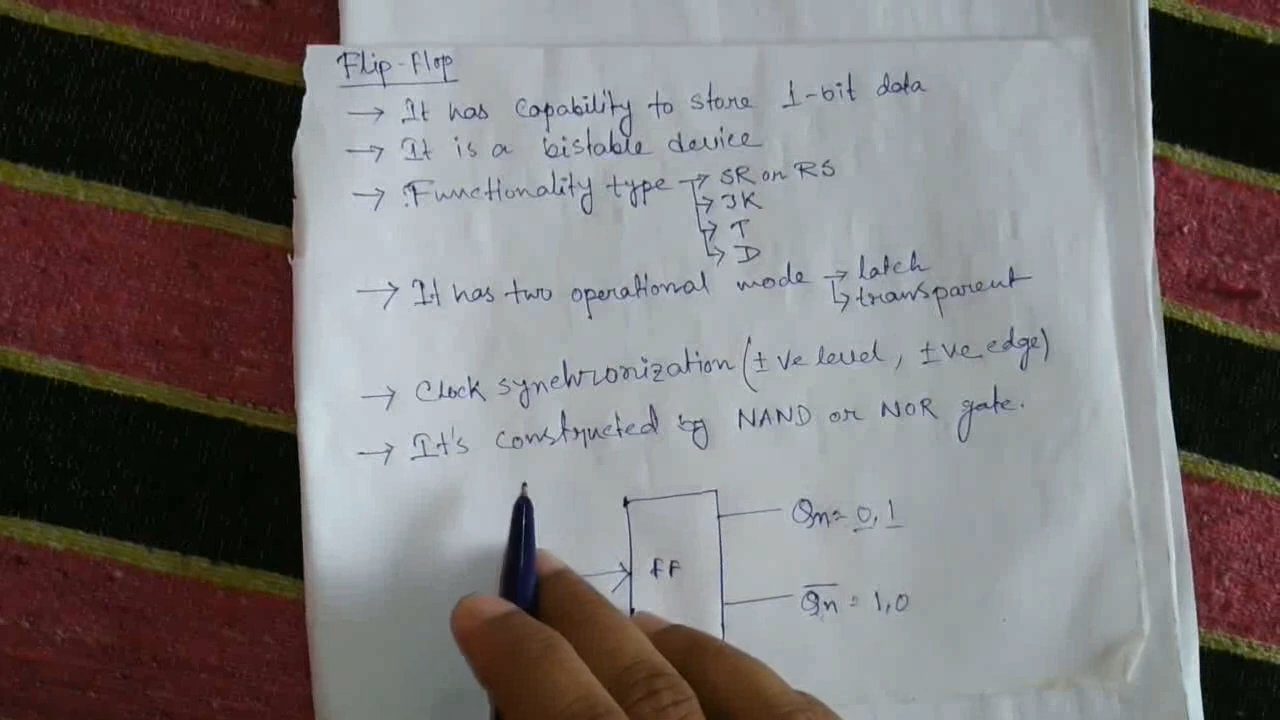 Flip-Flop
→ It has capability to store 1-bit data
→ It is a bistable device
→ Functionality type → SR or RS
→ JK
→ T
→ D
→ It has two operational mode → latch
→ transparent
→ Clock synchronization (±ve level, ±ve edge)
→ It's constructed by NAND or NOR gate.
Qn = 0, 1
FF
Q̅n̅ = 1, 0